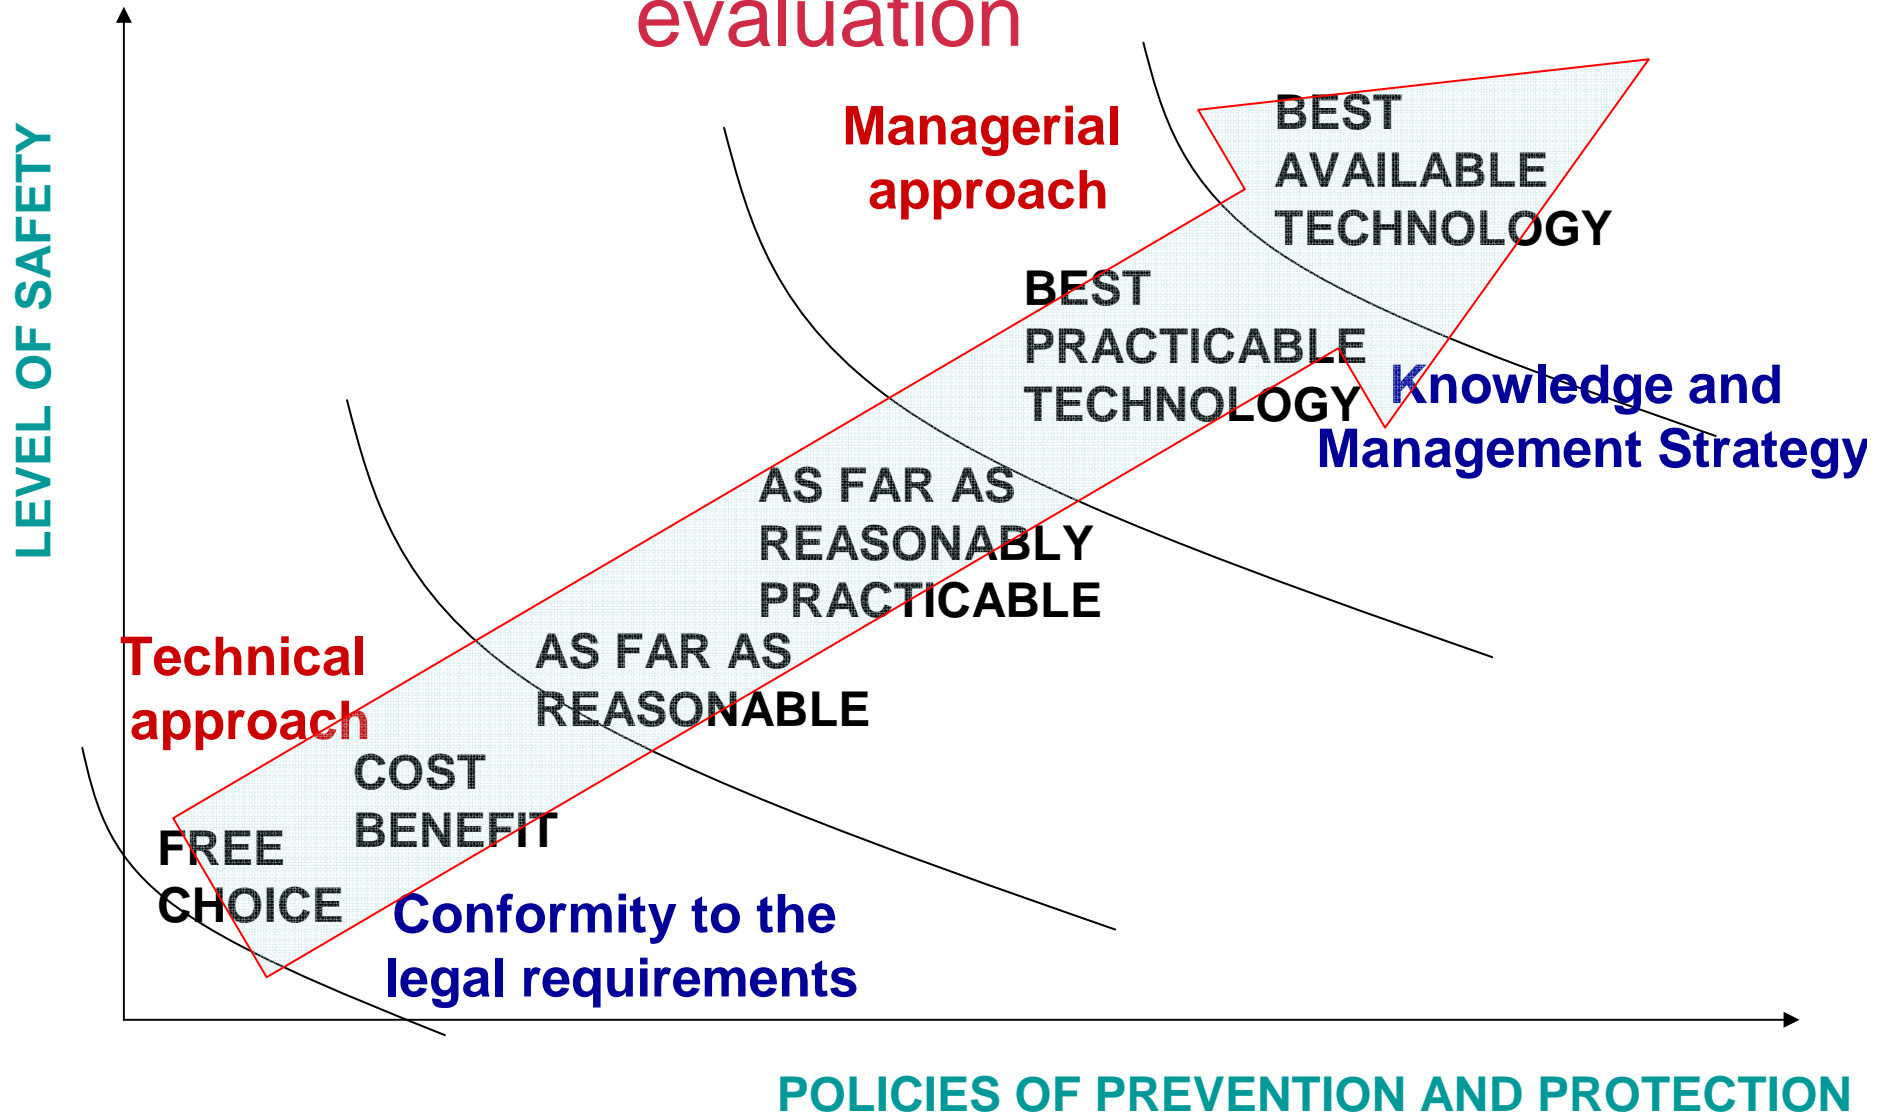 evaluation
LEVEL OF SAFETY
Managerial
approach
BEST
AVAILABLE
TECHNOLOGY
BEST
PRACTICABLE
TECHNOLOGY
Knowledge and
Management Strategy
AS FAR AS
REASONABLY
PRACTICABLE
AS FAR AS
REASONABLE
Technical
approach
COST
BENEFIT
FREE
CHOICE
Conformity to the
legal requirements
POLICIES OF PREVENTION AND PROTECTION